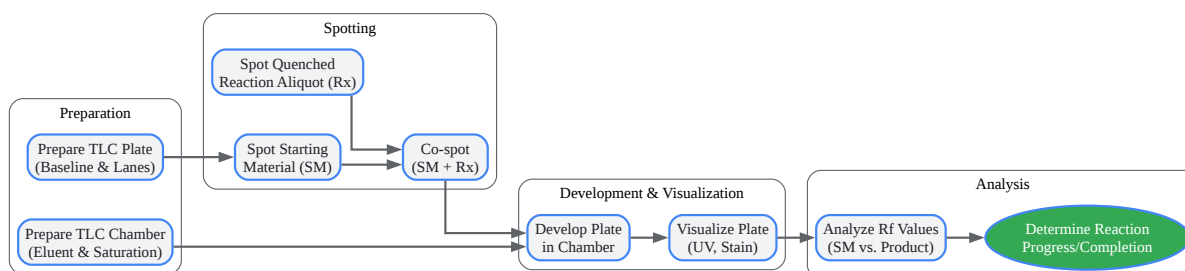 Preparation
Prepare TLC Plate
(Baseline & Lanes)
Prepare TLC Chamber
(Eluent & Saturation)
Spotting
Spot Quenched
Reaction Aliquot (Rx)
Spot Starting
Material (SM)
Co-spot
(SM + Rx)
Development & Visualization
Develop Plate
in Chamber
Visualize Plate
(UV, Stain)
Analysis
Analyze Rf Values
(SM vs. Product)
Determine Reaction
Progress/Completion